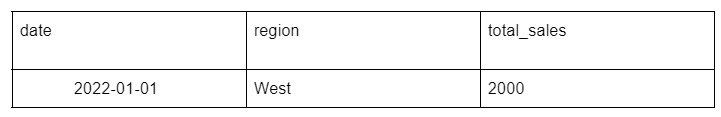 date region total_sales
2022-01-01 West 2000